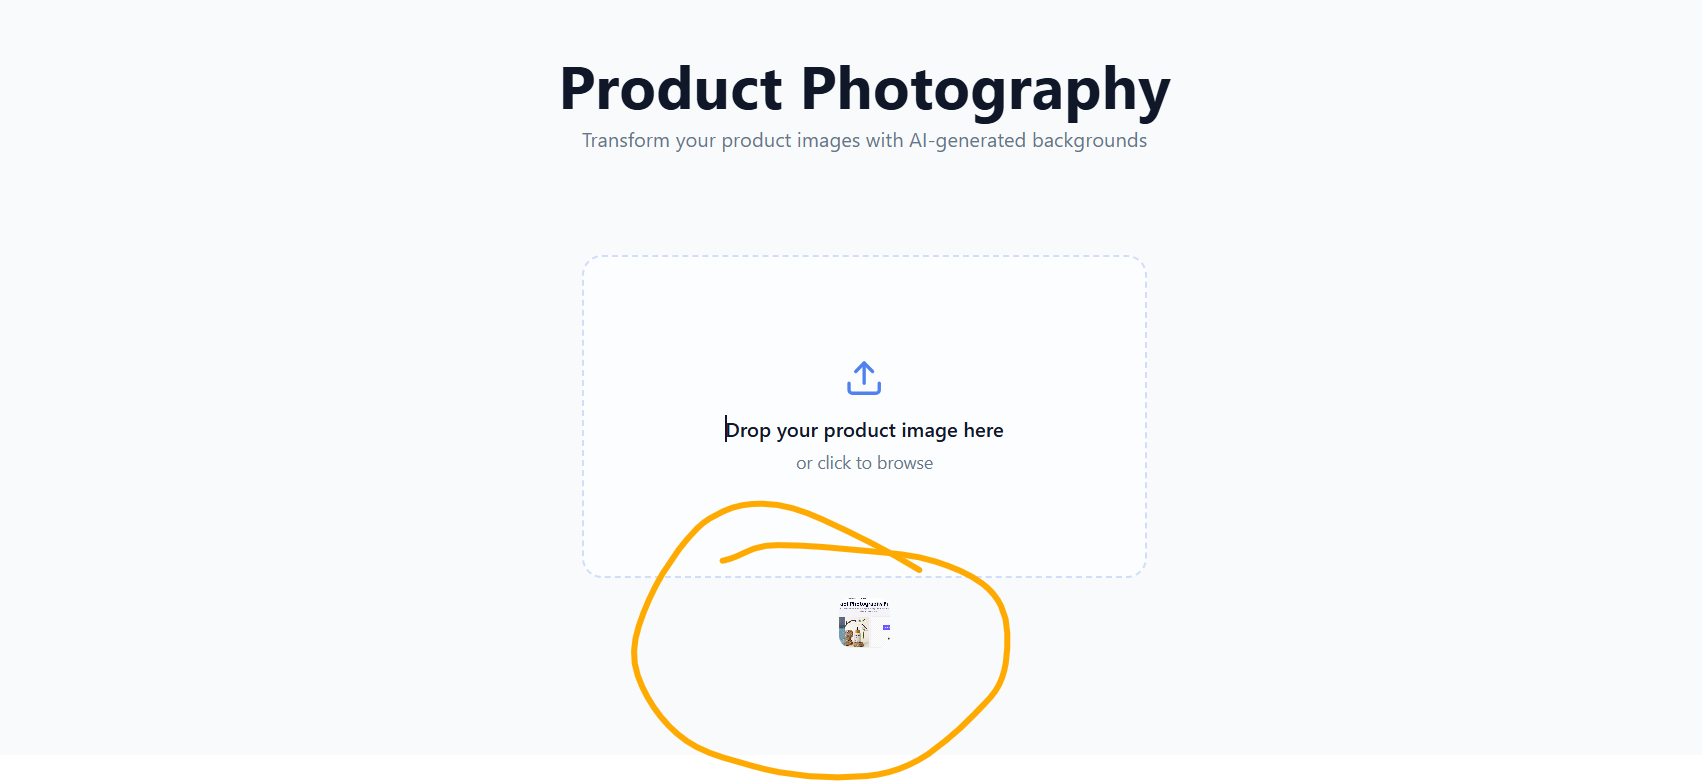 Product Photography
Transform your product images with AI-generated backgrounds
Drop your product image here
or click to browse